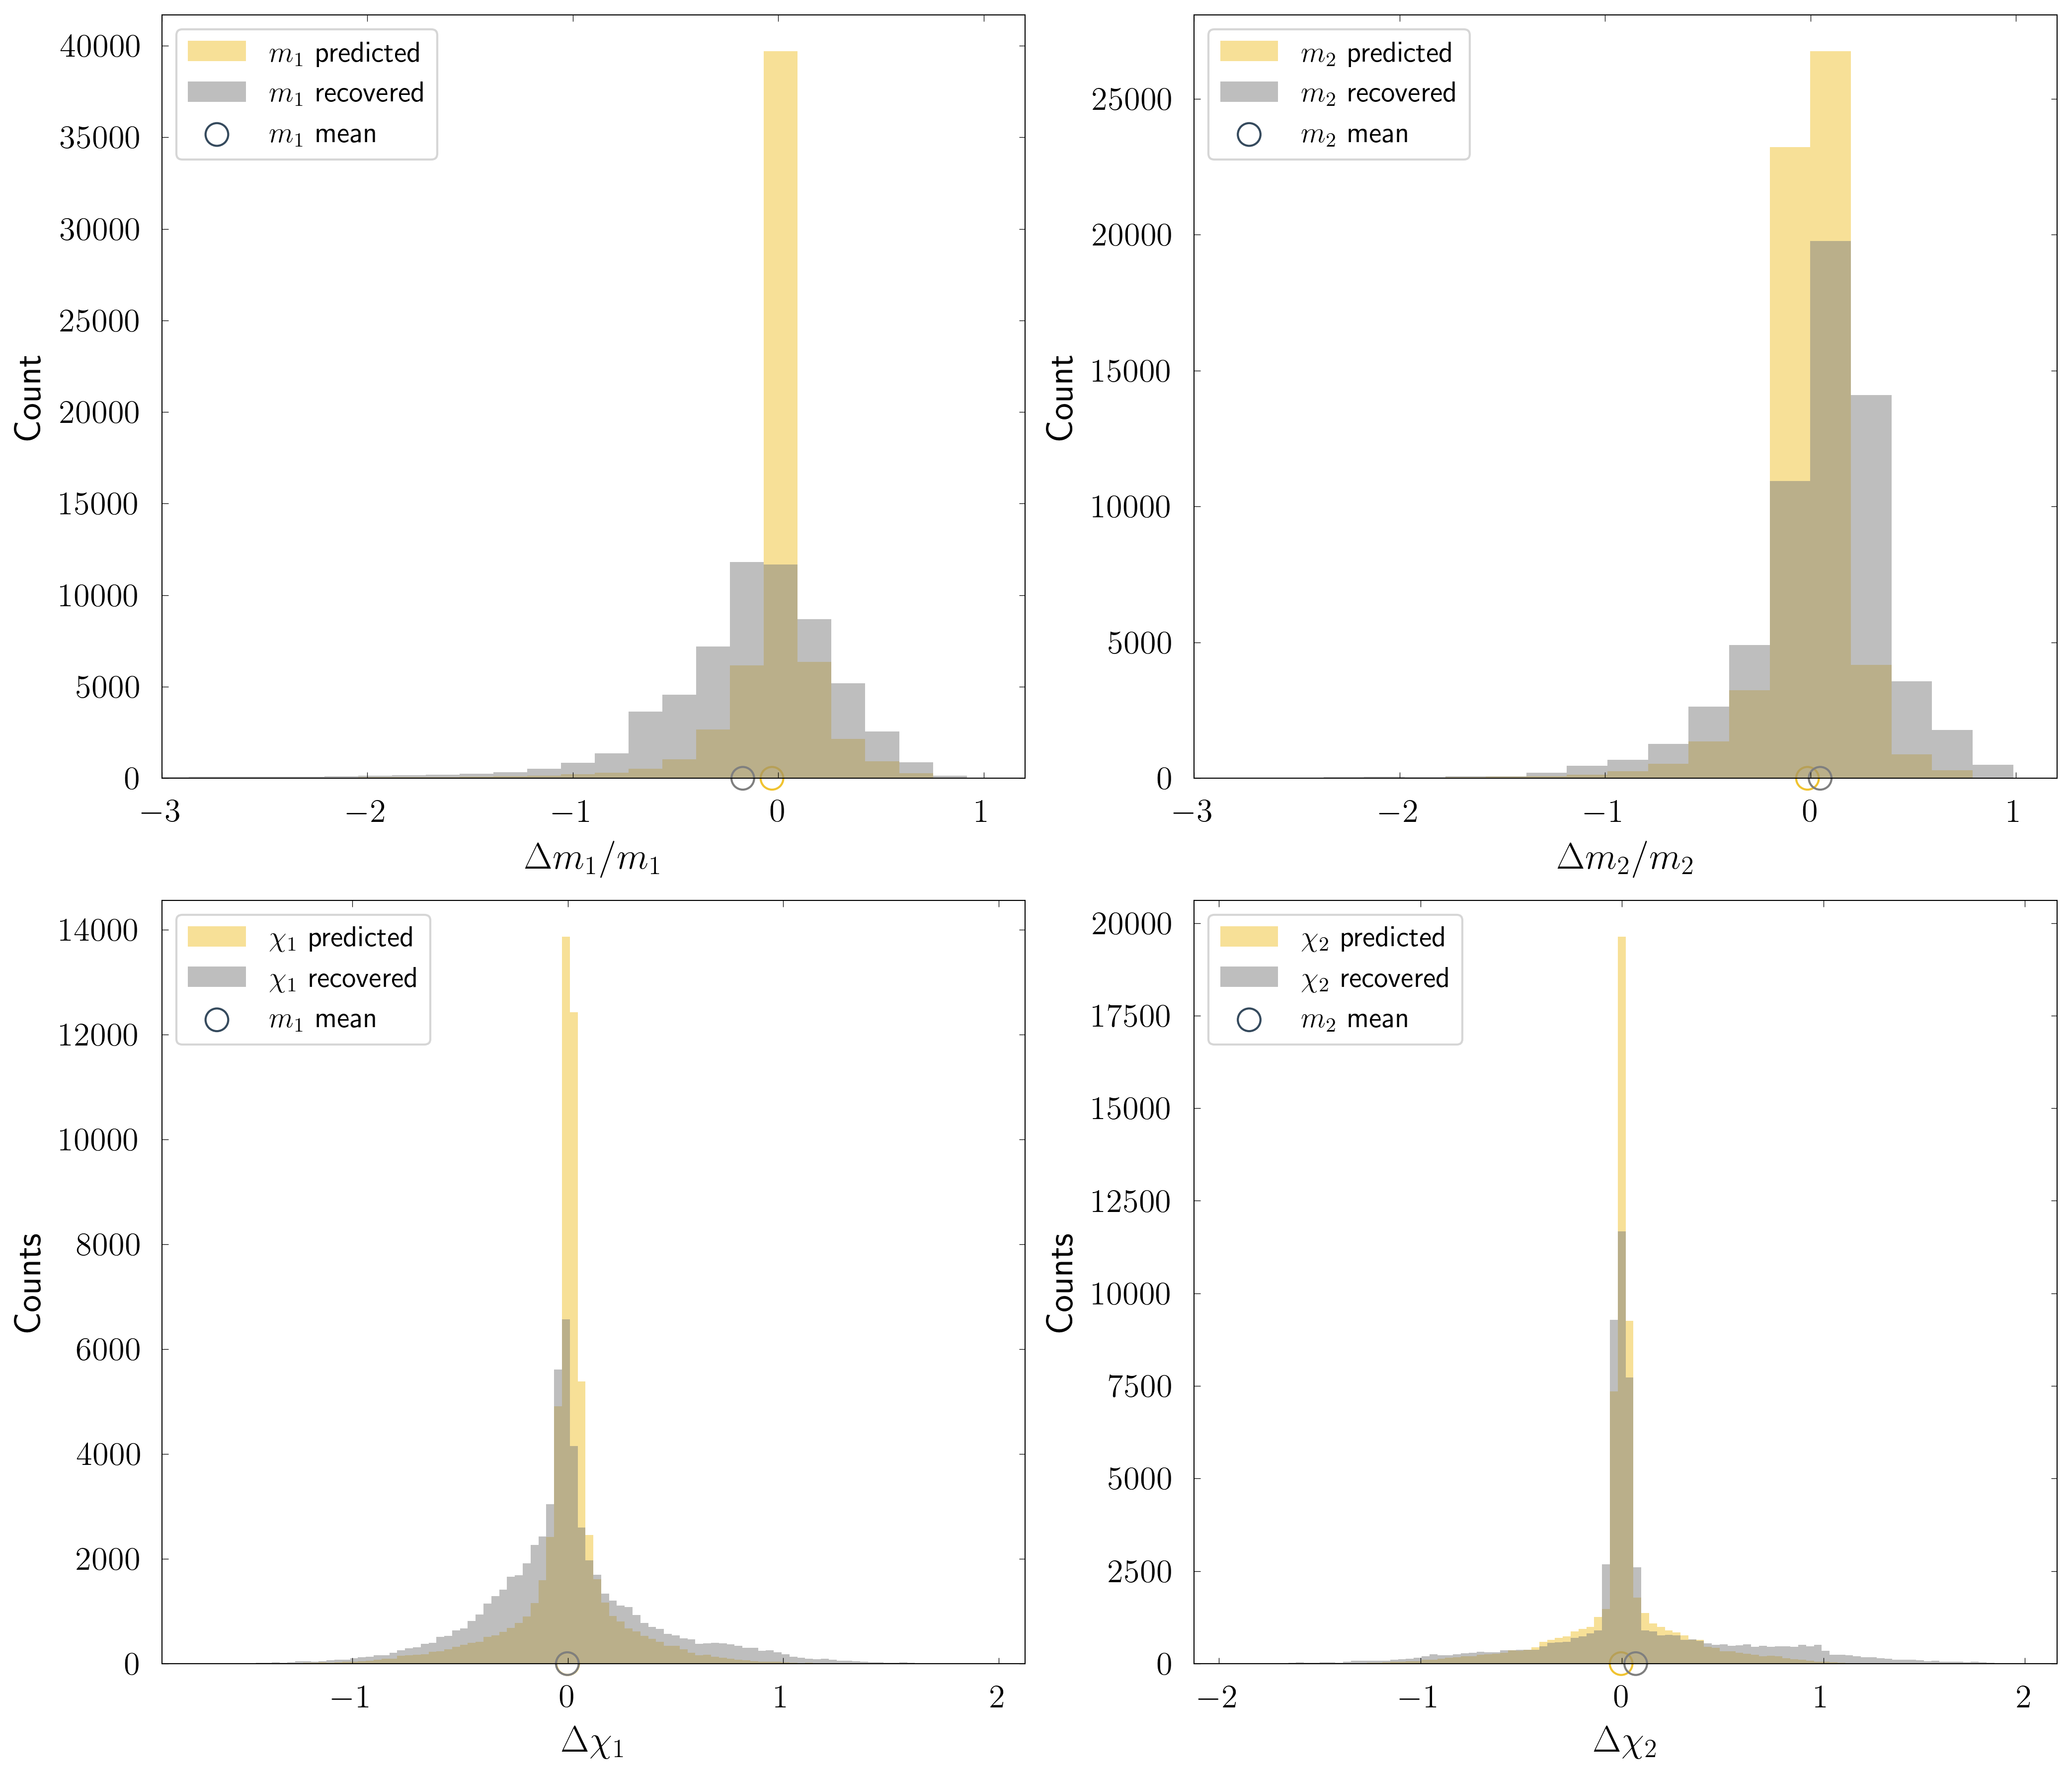 m₁ predicted
m₁ recovered
m₁ mean
40000
35000
30000
25000
20000
15000
10000
5000
0
Count
−3 −2 −1 0 1
Δm₁/m₁
m₂ predicted
m₂ recovered
m₂ mean
25000
20000
15000
10000
5000
0
Count
−3 −2 −1 0 1
Δm₂/m₂
χ₁ predicted
χ₁ recovered
m₁ mean
14000
12000
10000
8000
6000
4000
2000
0
Counts
−1 0 1 2
Δχ₁
χ₂ predicted
χ₂ recovered
m₂ mean
20000
17500
15000
12500
10000
7500
5000
2500
0
Counts
−2 −1 0 1 2
Δχ₂